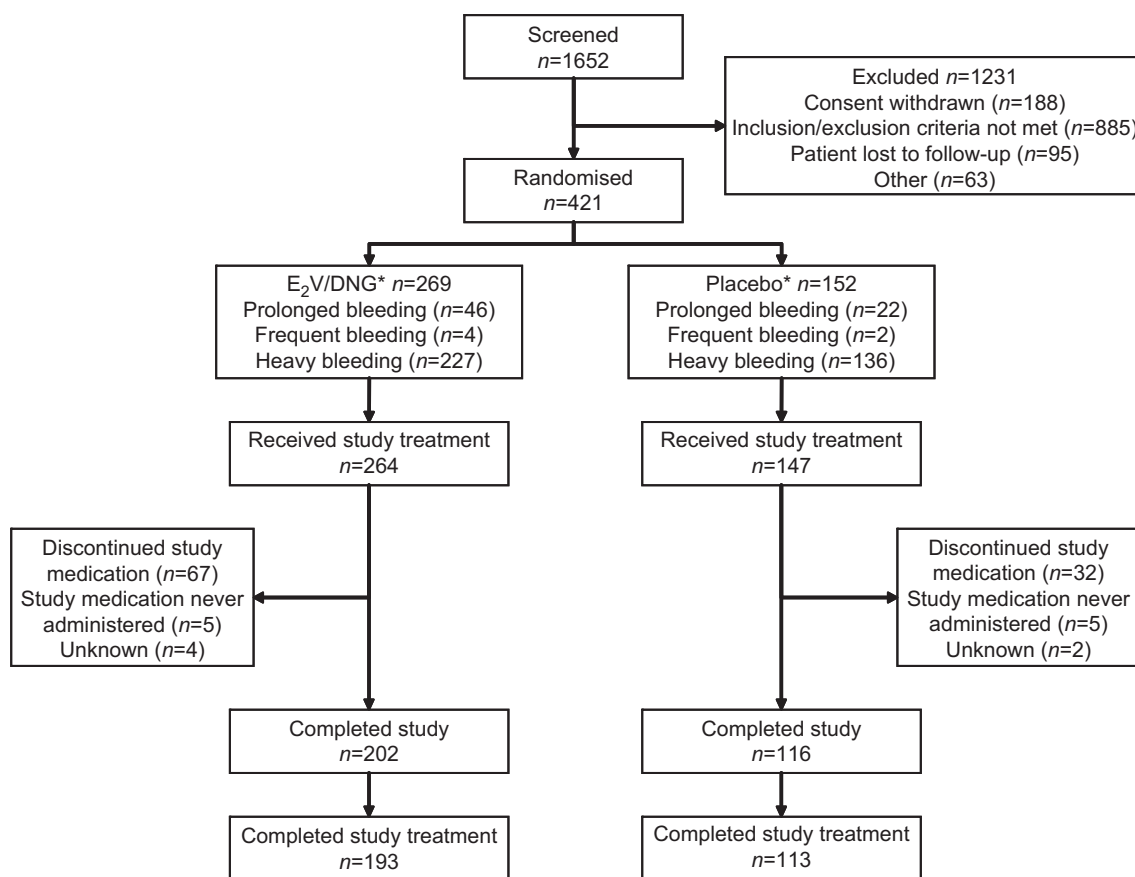 Screened
n=1652
Excluded n=1231
Consent withdrawn (n=188)
Inclusion/exclusion criteria not met (n=885)
Patient lost to follow-up (n=95)
Other (n=63)
Randomised
n=421
E₂V/DNG* n=269
Prolonged bleeding (n=46)
Frequent bleeding (n=4)
Heavy bleeding (n=227)
Placebo* n=152
Prolonged bleeding (n=22)
Frequent bleeding (n=2)
Heavy bleeding (n=136)
Received study treatment
n=264
Received study treatment
n=147
Discontinued study
medication (n=67)
Study medication never
administered (n=5)
Unknown (n=4)
Discontinued study
medication (n=32)
Study medication never
administered (n=5)
Unknown (n=2)
Completed study
n=202
Completed study
n=116
Completed study treatment
n=193
Completed study treatment
n=113